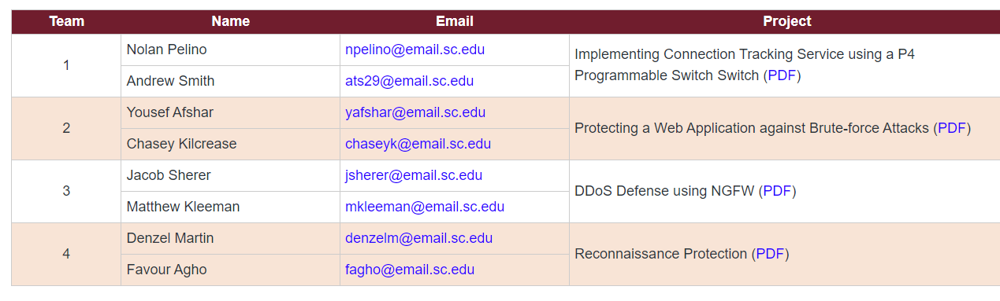 Team Name Email Project
1 Nolan Pelino npelino@email.sc.edu Implementing Connection Tracking Service using a P4
Andrew Smith ats29@email.sc.edu Programmable Switch Switch (PDF)
2 Yousef Afshar yafshar@email.sc.edu Protecting a Web Application against Brute-force Attacks (PDF)
Chasey Kilcrease chaseyk@email.sc.edu
3 Jacob Sherer jsherer@email.sc.edu DDoS Defense using NGFW (PDF)
Matthew Kleeman mkleeman@email.sc.edu
4 Denzel Martin denzelm@email.sc.edu Reconnaissance Protection (PDF)
Favour Agho fagho@email.sc.edu